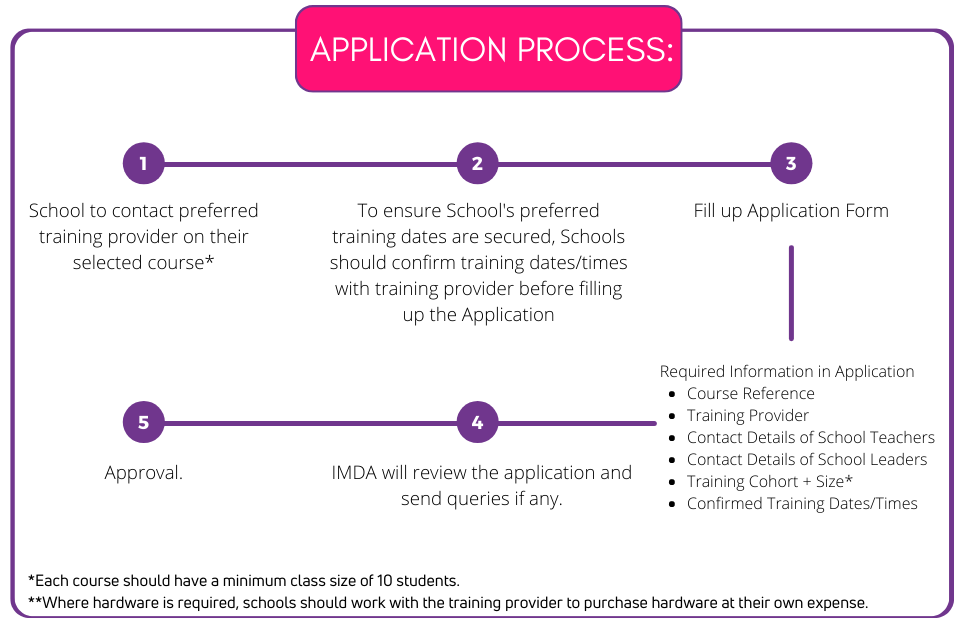 APPLICATION PROCESS:
1
School to contact preferred
training provider on their
selected course*
2
To ensure School's preferred
training dates are secured, Schools
should confirm training dates/times
with training provider before filling
up the Application
3
Fill up Application Form
Required Information in Application
• Course Reference
• Training Provider
• Contact Details of School Teachers
• Contact Details of School Leaders
• Training Cohort + Size*
• Confirmed Training Dates/Times
4
IMDA will review the application and
send queries if any.
5
Approval.
*Each course should have a minimum class size of 10 students.
**Where hardware is required, schools should work with the training provider to purchase hardware at their own expense.